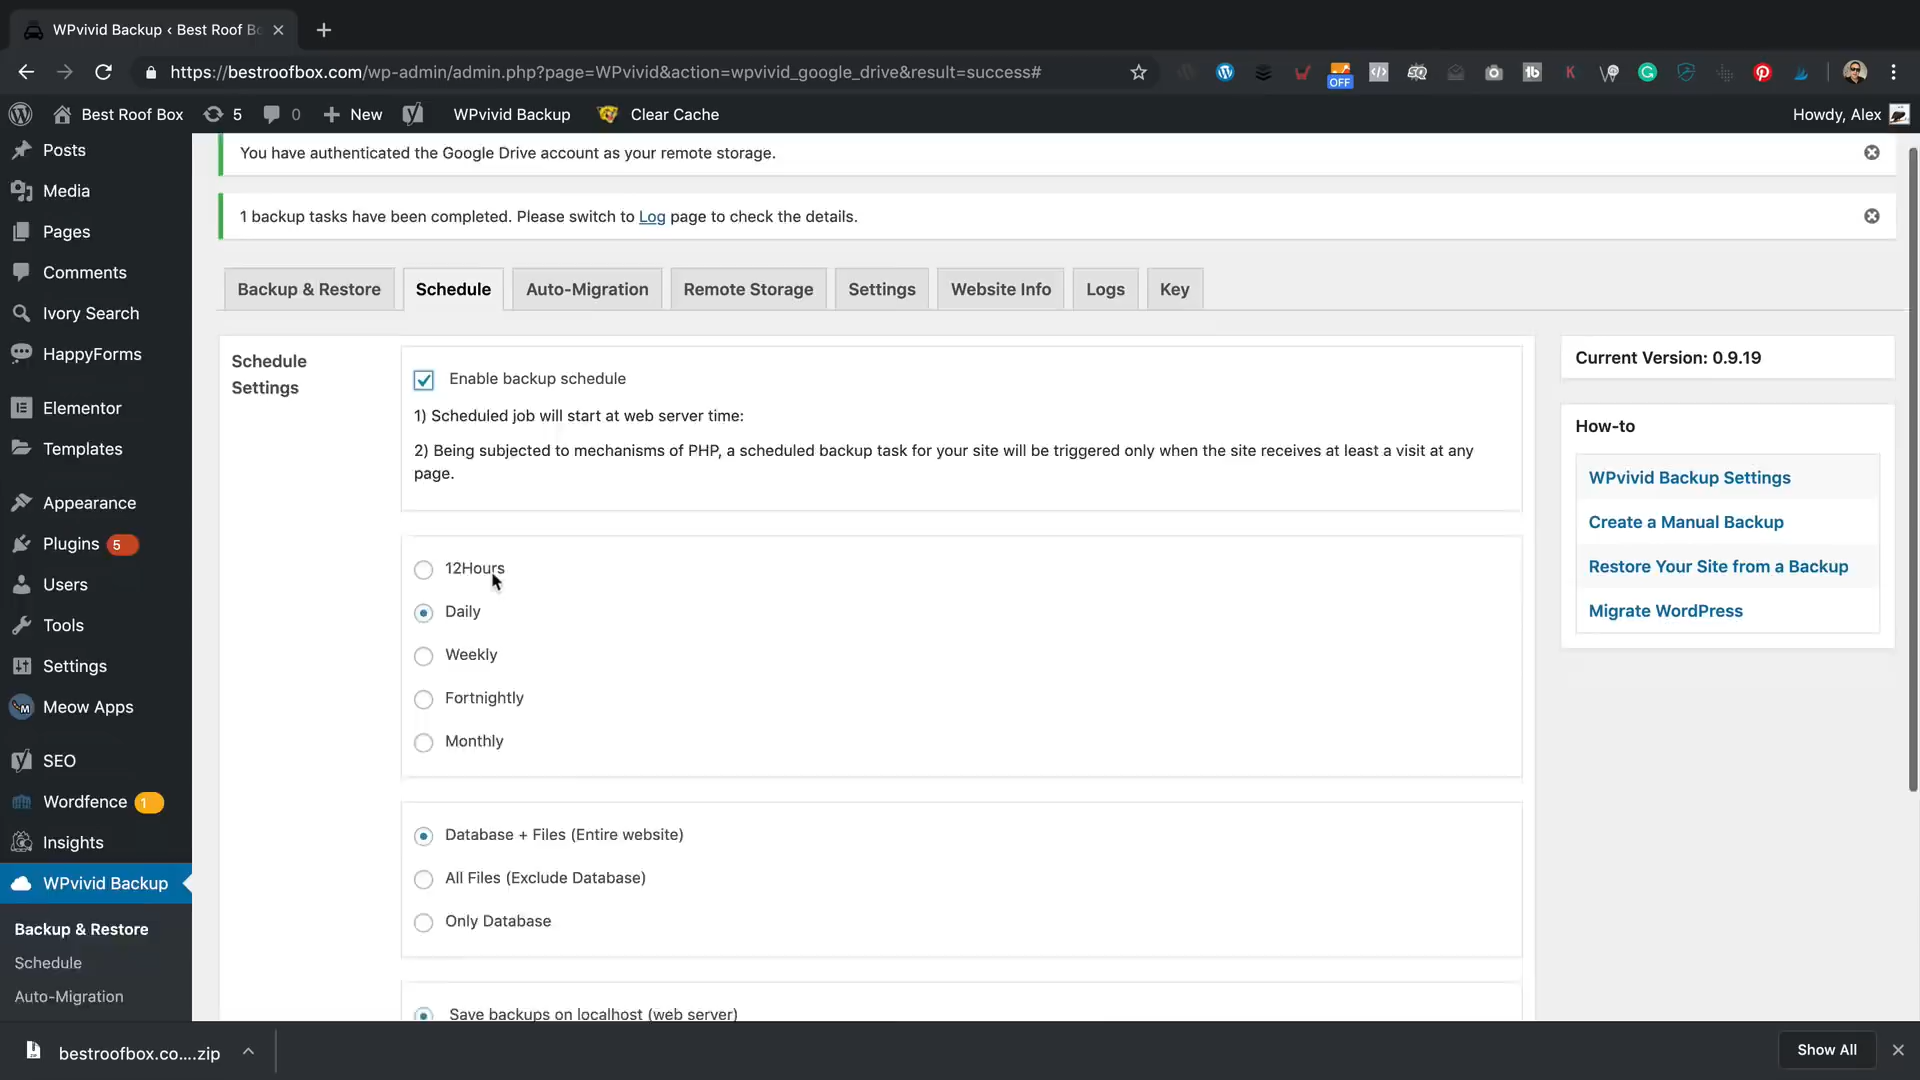 WPvivid Backup ‹ Best Roof Bo
https://bestroofbox.com/wp-admin/admin.php?page=WPvivid&action=wpvivid_google_drive&result=success#
OFF
Best Roof Box
5
0
New
WPvivid Backup
Clear Cache
Howdy, Alex
Posts
Media
Pages
Comments
Ivory Search
HappyForms
Elementor
Templates
Appearance
Plugins 5
Users
Tools
Settings
Meow Apps
SEO
Wordfence 1
Insights
WPvivid Backup
Backup & Restore
Schedule
Auto-Migration
You have authenticated the Google Drive account as your remote storage.
1 backup tasks have been completed. Please switch to Log page to check the details.
Backup & Restore
Schedule
Auto-Migration
Remote Storage
Settings
Website Info
Logs
Key
Schedule
Settings
Enable backup schedule
1) Scheduled job will start at web server time:
2) Being subjected to mechanisms of PHP, a scheduled backup task for your site will be triggered only when the site receives at least a visit at any
page.
12Hours
Daily
Weekly
Fortnightly
Monthly
Database + Files (Entire website)
All Files (Exclude Database)
Only Database
Save backups on localhost (web server)
Current Version: 0.9.19
How-to
WPvivid Backup Settings
Create a Manual Backup
Restore Your Site from a Backup
Migrate WordPress
bestroofbox.co....zip
Show All